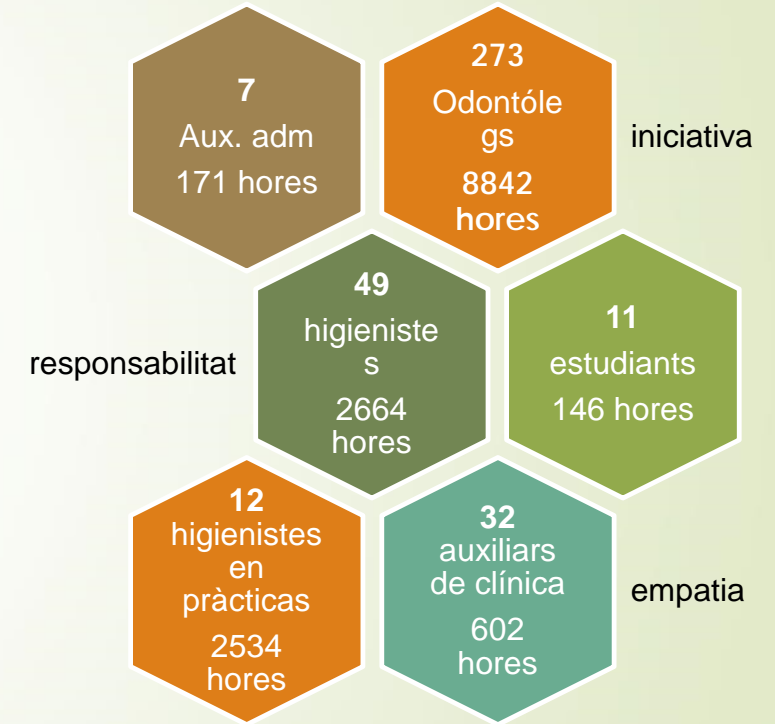 7
Aux. adm
171 hores
273
Odontóle
gs
8842
hores
iniciativa
responsabilitat
49
higieniste
s
2664
hores
11
estudiants
146 hores
12
higienistes
en
pràcticas
2534
hores
32
auxiliars
de clínica
602
hores
empatia